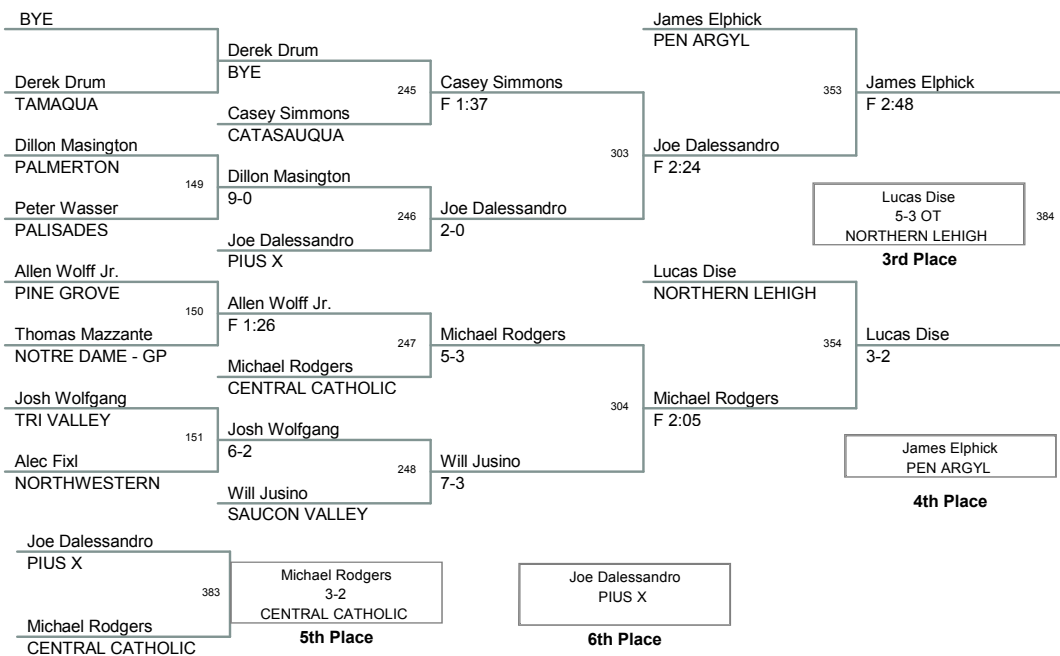 BYE
Derek Drum
TAMAQUA
Dillon Masington
PALMERTON
149
Peter Wasser
PALISADES
Allen Wolff Jr.
PINE GROVE
150
Thomas Mazzante
NOTRE DAME - GP
Josh Wolfgang
TRI VALLEY
151
Alec Fixl
NORTHWESTERN
Derek Drum
BYE
245
Casey Simmons
CATASAUQUA
Dillon Masington
9-0
246
Joe Dalessandro
PIUS X
Allen Wolff Jr.
F 1:26
247
Michael Rodgers
CENTRAL CATHOLIC
Josh Wolfgang
6-2
248
Will Jusino
SAUCON VALLEY
Casey Simmons
F 1:37
303
Joe Dalessandro
2-0
Michael Rodgers
5-3
304
Will Jusino
7-3
James Elphick
PEN ARGYL
353
Joe Dalessandro
F 2:24
Lucas Dise
NORTHERN LEHIGH
354
Michael Rodgers
F 2:05
James Elphick
F 2:48
Lucas Dise
5-3 OT
NORTHERN LEHIGH
384
3rd Place
Lucas Dise
3-2
James Elphick
PEN ARGYL
4th Place
Joe Dalessandro
PIUS X
383
Michael Rodgers
CENTRAL CATHOLIC
Michael Rodgers
3-2
CENTRAL CATHOLIC
5th Place
Joe Dalessandro
PIUS X
6th Place